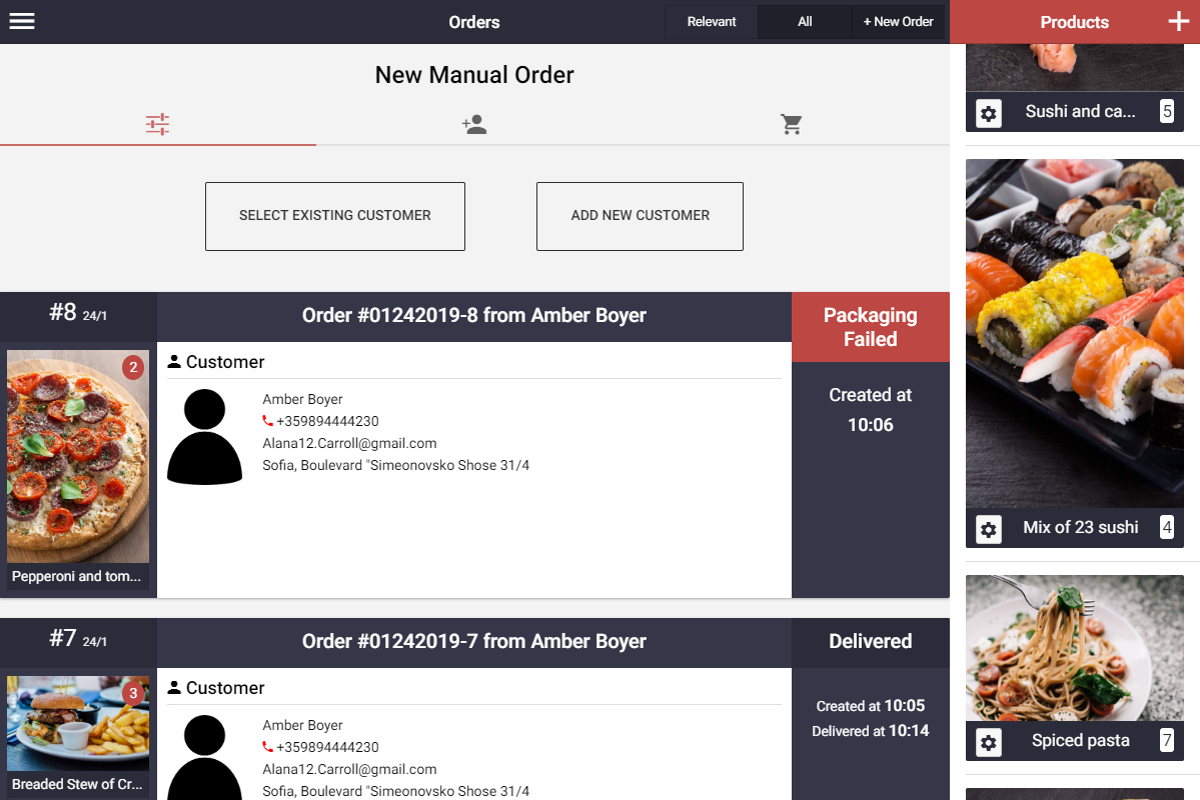 Orders
Relevant
All
+ New Order
Products
New Manual Order
SELECT EXISTING CUSTOMER
ADD NEW CUSTOMER
#8 24/1
Order #01242019-8 from Amber Boyer
Packaging
Failed
2
Pepperoni and tom...
Customer
Amber Boyer
+359894444230
Alana12.Carroll@gmail.com
Sofia, Boulevard "Simeonovsko Shose 31/4
Created at
10:06
#7 24/1
Order #01242019-7 from Amber Boyer
Delivered
3
Breaded Stew of Cr...
Customer
Amber Boyer
+359894444230
Alana12.Carroll@gmail.com
Sofia, Boulevard "Simeonovsko Shose 31/4
Created at 10:05
Delivered at 10:14
Sushi and ca... 5
Mix of 23 sushi 4
Spiced pasta 7